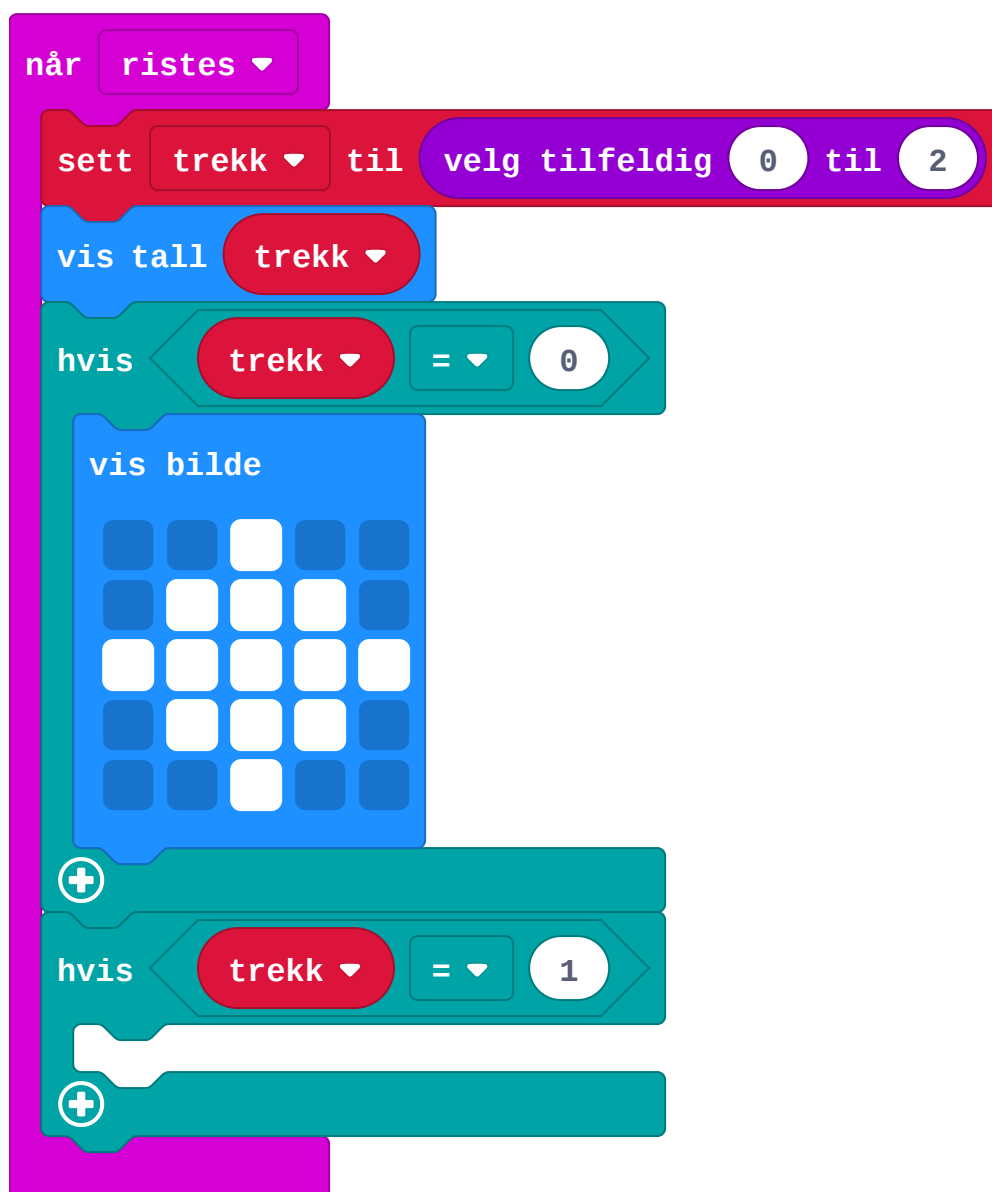 når ristes
sett trekk til velg tilfeldig 0 til 2
vis tall trekk
hvis trekk = 0
vis bilde
hvis trekk = 1